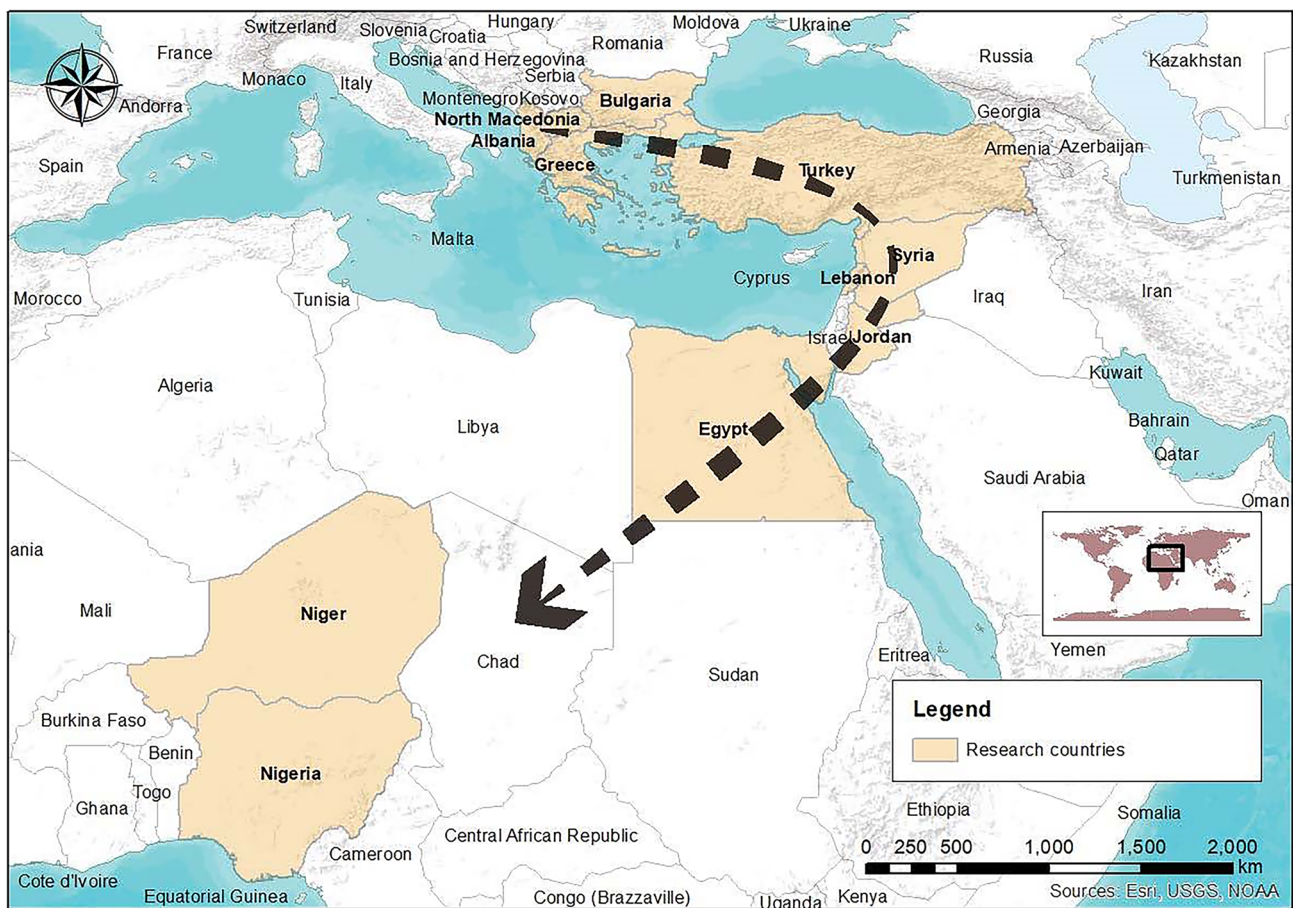 Hungary
Moldova
Ukraine
Switzerland
Slovenia
Croatia
Romania
France
Bosnia and Herzegovina
Russia
Kazakhstan
Monaco
Italy
Serbia
Andorra
Montenegro
Kosovo
Bulgaria
Georgia
North Macedonia
Albania
Armenia
Azerbaijan
Spain
Greece
Turkey
Turkmenistan
Malta
Syria
Cyprus
Lebanon
Morocco
Tunisia
Iraq
Iran
Israel
Jordan
Algeria
Kuwait
Libya
Egypt
Bahrain
Qatar
Saudi Arabia
Oman
ania
Mali
Niger
Chad
Sudan
Eritrea
Yemen
Burkina Faso
Benin
Nigeria
Togo
Ghana
Legend
Research countries
Ethiopia
Somalia
Central African Republic
Cameroon
Cote d'Ivoire
Equatorial Guinea
Congo (Brazzaville)
Uganda
Kenya
0 250 500 1,000 1,500 2,000
km
Sources: Esri, USGS, NOAA